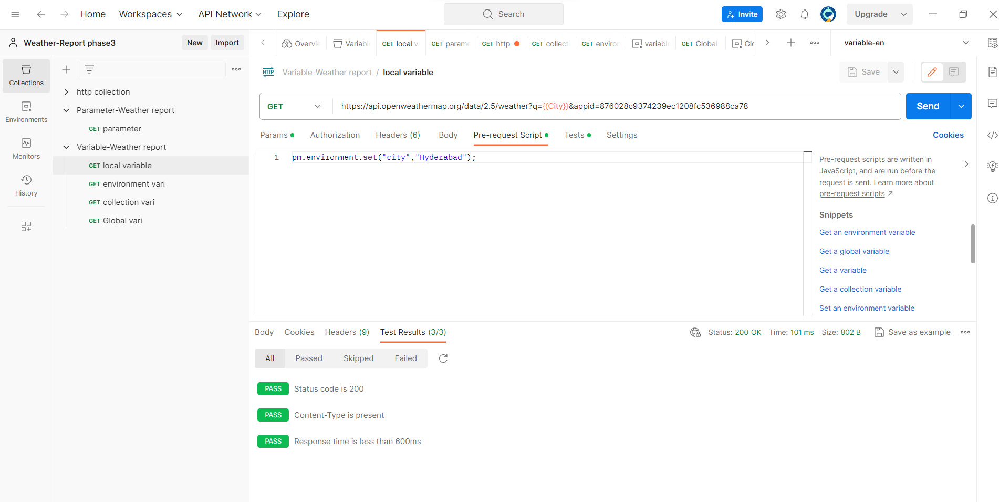 Home Workspaces API Network Explore Search Invite Upgrade
Weather-Report phase3 New Import
Overvie Variabl GET local v GET parame GET http GET collect GET enviror variabl GET Global Glo variable-en
Collections
Environments
Monitors
History
http collection
Parameter-Weather report
GET parameter
Variable-Weather report
GET local variable
GET environment vari
GET collection vari
GET Global vari
HTTP Variable-Weather report / local variable Save
GET https://api.openweathermap.org/data/2.5/weather?q={{City}}&appid=876028c9374239ec1208fc536988ca78 Send
Params Authorization Headers (6) Body Pre-request Script Tests Settings Cookies
1 pm.environment.set("city","Hyderabad");
Pre-request scripts are written in
JavaScript, and are run before the
request is sent. Learn more about
pre-request scripts ↗
Snippets
Get an environment variable
Get a global variable
Get a variable
Get a collection variable
Set an environment variable
Body Cookies Headers (9) Test Results (3/3) Status: 200 OK Time: 101 ms Size: 802 B Save as example
All Passed Skipped Failed
PASS Status code is 200
PASS Content-Type is present
PASS Response time is less than 600ms